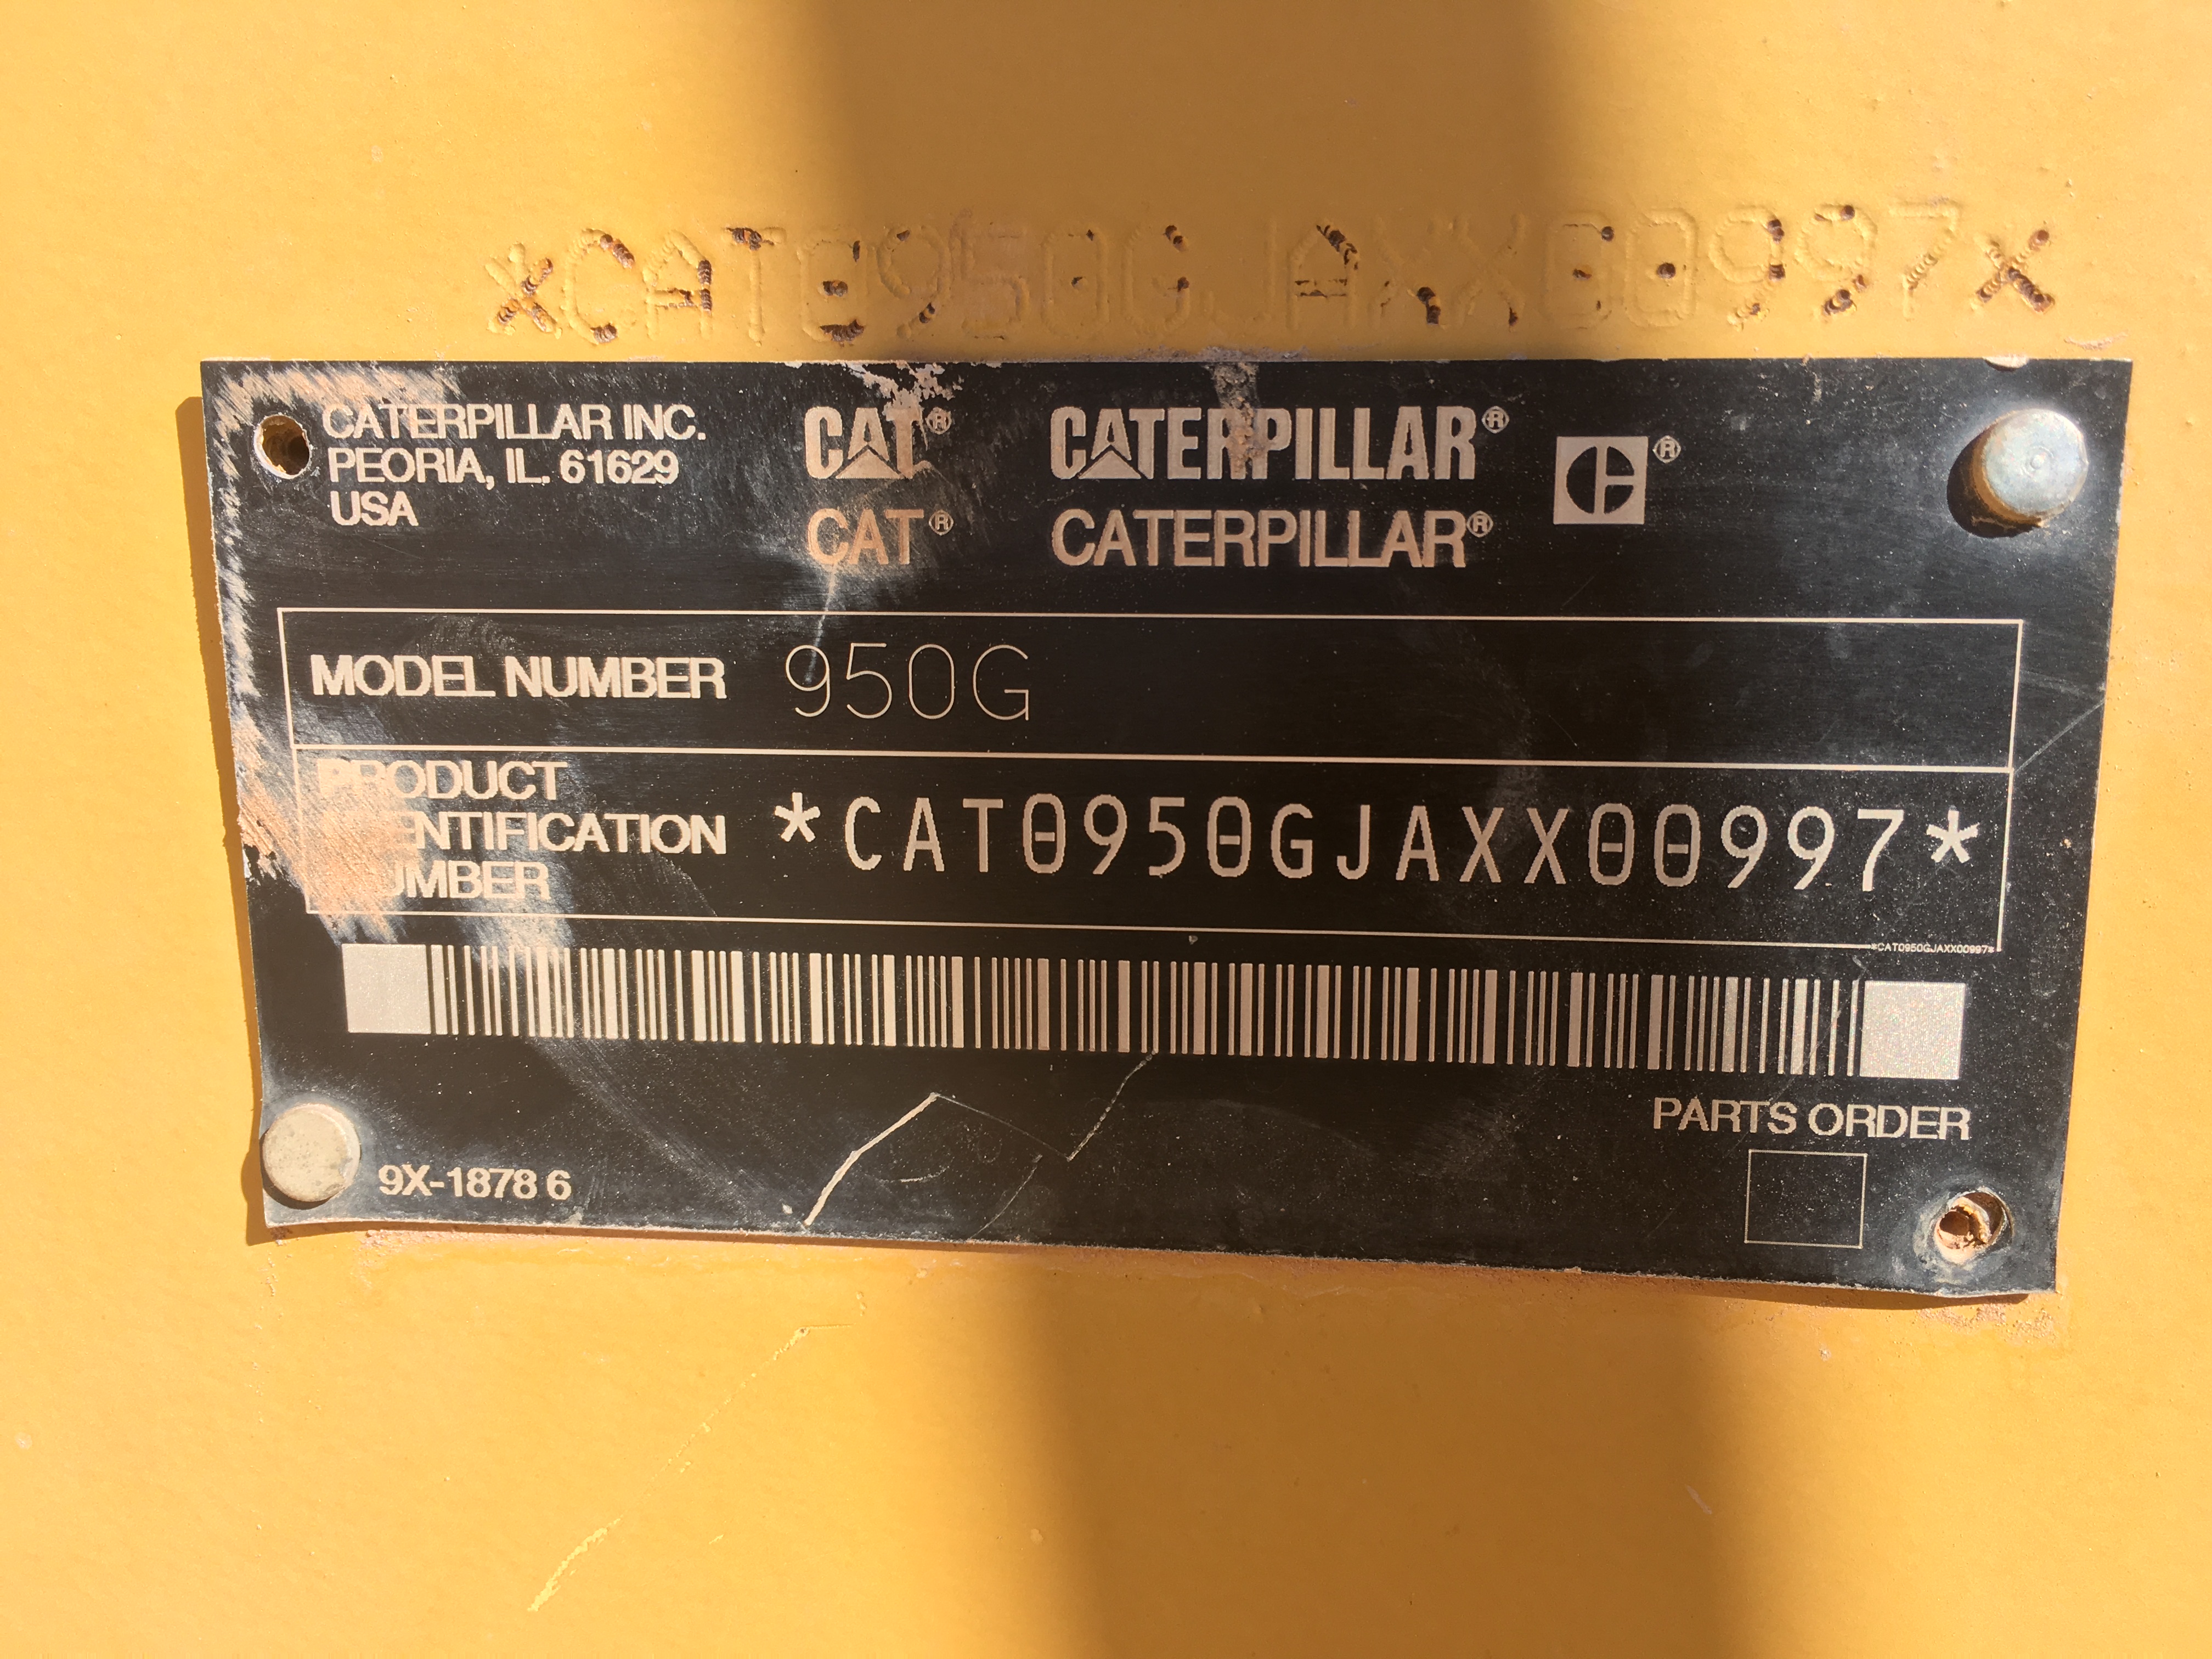 *CAT0950GJAXX00997*
CATERPILLAR INC.
PEORIA, IL. 61629
USA
CAT® CATERPILLAR® ®
CAT® CATERPILLAR®
MODEL NUMBER 950G
PRODUCT
IDENTIFICATION
NUMBER
*CAT0950GJAXX00997*
*CAT0950GJAXX00997*
PARTS ORDER
9X-1878 6